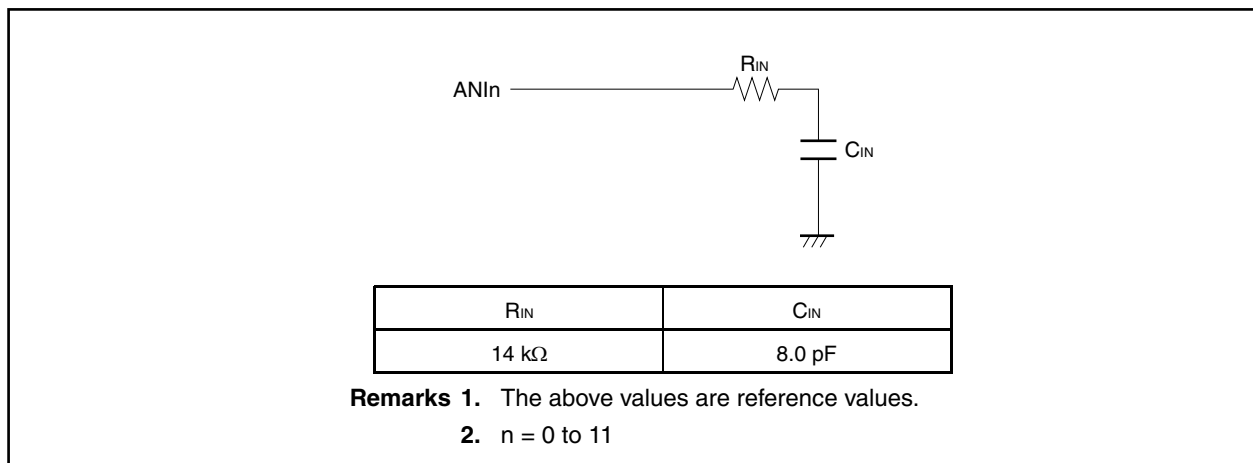 RIN
ANIn
CIN
RIN CIN
14 kΩ 8.0 pF
Remarks 1. The above values are reference values.
2. n = 0 to 11